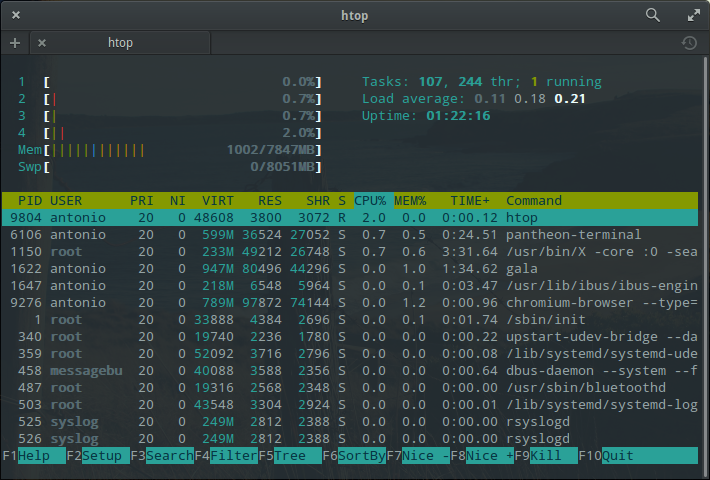 htop
htop
1 [ 0.0%] Tasks: 107, 244 thr; 1 running
2 [| 0.7%] Load average: 0.11 0.18 0.21
3 [| 0.7%] Uptime: 01:22:16
4 [|| 2.0%]
Mem[|||||||||||||| 1002/7847MB]
Swp[ 0/8051MB]
PID USER PRI NI VIRT RES SHR S CPU% MEM% TIME+ Command
9804 antonio 20 0 48608 3800 3072 R 2.0 0.0 0:00.12 htop
6106 antonio 20 0 599M 36524 27052 S 0.7 0.5 0:24.51 pantheon-terminal
1150 root 20 0 233M 49212 26748 S 0.7 0.6 3:31.64 /usr/bin/X -core :0 -sea
1622 antonio 20 0 947M 80496 44296 S 0.0 1.0 1:34.62 gala
1647 antonio 20 0 218M 6548 5964 S 0.0 0.1 0:03.47 /usr/lib/ibus/ibus-engin
9276 antonio 20 0 789M 97872 74144 S 0.0 1.2 0:00.96 chromium-browser --type=
1 root 20 0 33888 4384 2696 S 0.0 0.1 0:01.74 /sbin/init
340 root 20 0 19740 2236 1780 S 0.0 0.0 0:00.22 upstart-udev-bridge --da
359 root 20 0 52092 3716 2796 S 0.0 0.0 0:00.08 /lib/systemd/systemd-ude
458 messagebu 20 0 40088 3588 2356 S 0.0 0.0 0:00.64 dbus-daemon --system --f
487 root 20 0 19316 2568 2348 S 0.0 0.0 0:00.00 /usr/sbin/bluetoothd
503 root 20 0 43548 3304 2924 S 0.0 0.0 0:00.01 /lib/systemd/systemd-log
525 syslog 20 0 249M 2812 2388 S 0.0 0.0 0:00.00 rsyslogd
526 syslog 20 0 249M 2812 2388 S 0.0 0.0 0:00.00 rsyslogd
F1Help F2Setup F3SearchF4FilterF5Tree F6SortByF7Nice -F8Nice +F9Kill F10Quit